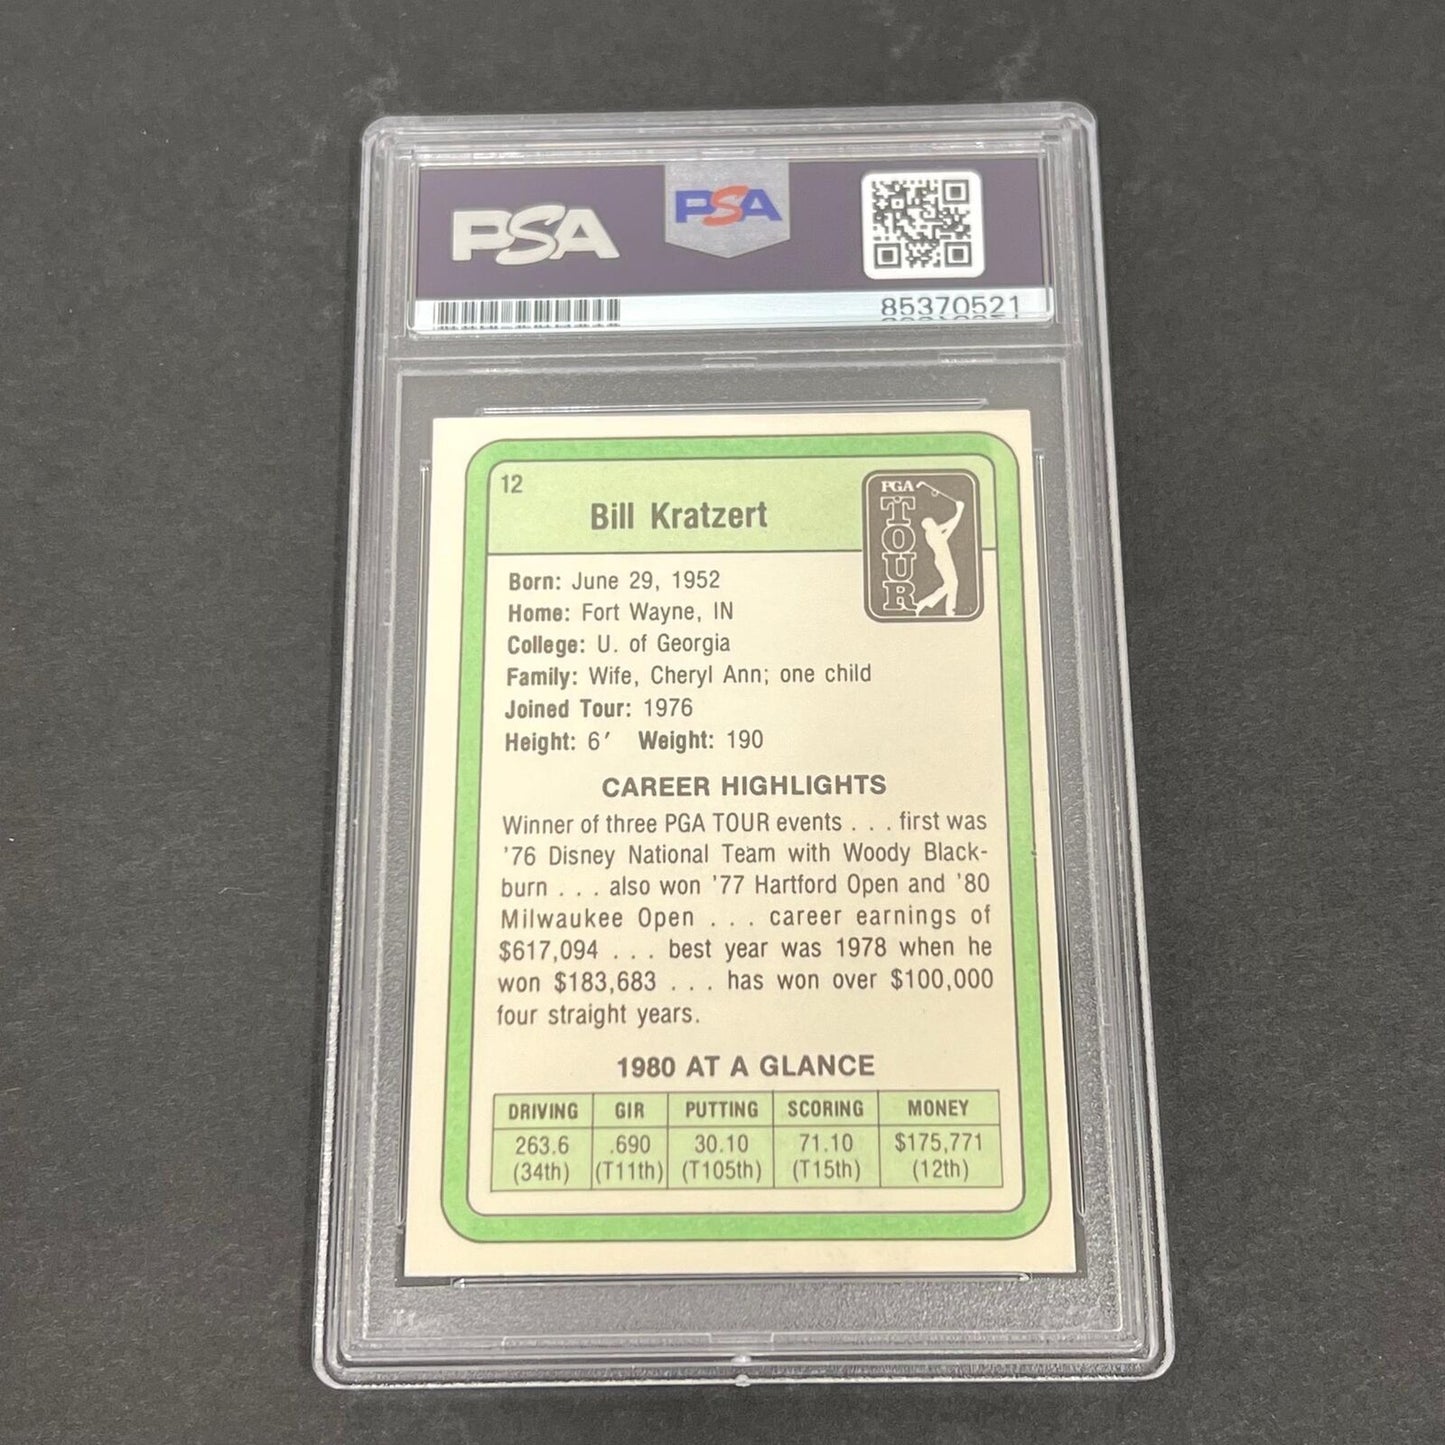 PSA
PSA
85370521
12
Bill Kratzert
PGA
TOUR
Born: June 29, 1952
Home: Fort Wayne, IN
College: U. of Georgia
Family: Wife, Cheryl Ann; one child
Joined Tour: 1976
Height: 6′ Weight: 190
CAREER HIGHLIGHTS
Winner of three PGA TOUR events . . . first was
'76 Disney National Team with Woody Black-
burn . . . also won '77 Hartford Open and '80
Milwaukee Open . . . career earnings of
$617,094 . . . best year was 1978 when he
won $183,683 . . . has won over $100,000
four straight years.
1980 AT A GLANCE
DRIVING GIR PUTTING SCORING MONEY
263.6 .690 30.10 71.10 $175,771
(34th) (T11th) (T105th) (T15th) (12th)